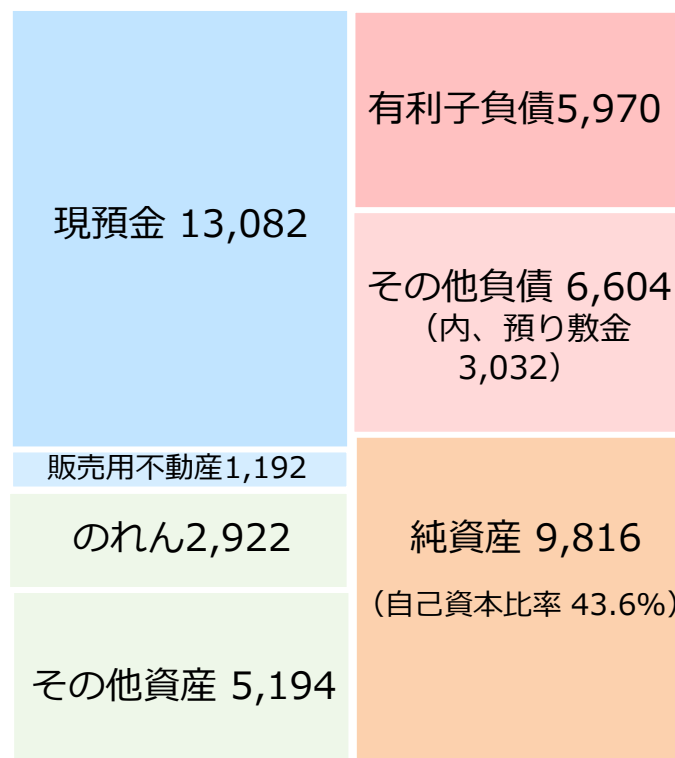 現預金 13,082
販売用不動産1,192
のれん2,922
その他資産 5,194
有利子負債5,970
その他負債 6,604
（内、預り敷金
3,032）
純資産 9,816
（自己資本比率 43.6%）